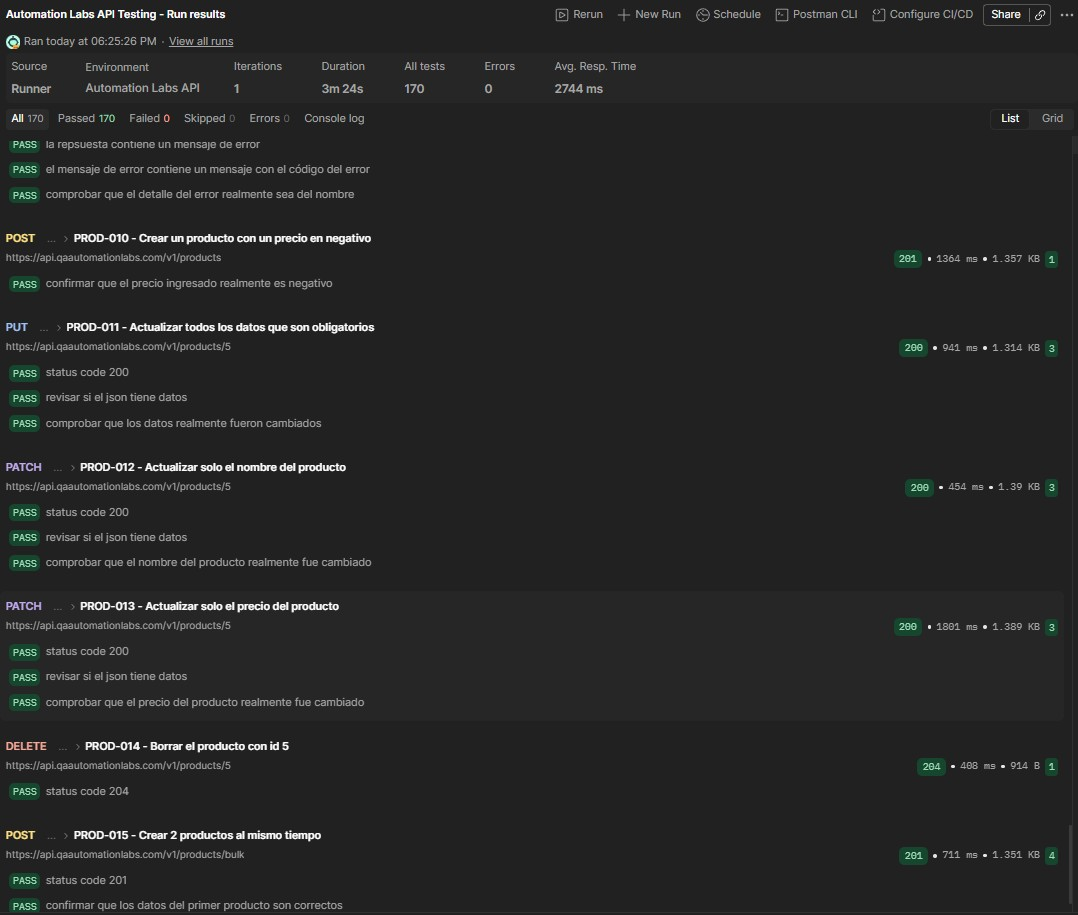 Automation Labs API Testing - Run results
Rerun New Run Schedule Postman CLI Configure CI/CD Share ...
Ran today at 06:25:26 PM · View all runs
Source Environment Iterations Duration All tests Errors Avg. Resp. Time
Runner Automation Labs API 1 3m 24s 170 0 2744 ms
All 170 Passed 170 Failed 0 Skipped 0 Errors 0 Console log List Grid
PASS la repsuesta contiene un mensaje de error
PASS el mensaje de error contiene un mensaje con el código del error
PASS comprobar que el detalle del error realmente sea del nombre
POST ... > PROD-010 - Crear un producto con un precio en negativo
https://api.qaautomationlabs.com/v1/products 201 • 1364 ms • 1.357 KB 1
PASS confirmar que el precio ingresado realmente es negativo
PUT ... > PROD-011 - Actualizar todos los datos que son obligatorios
https://api.qaautomationlabs.com/v1/products/5 200 • 941 ms • 1.314 KB 3
PASS status code 200
PASS revisar si el json tiene datos
PASS comprobar que los datos realmente fueron cambiados
PATCH ... > PROD-012 - Actualizar solo el nombre del producto
https://api.qaautomationlabs.com/v1/products/5 200 • 454 ms • 1.39 KB 3
PASS status code 200
PASS revisar si el json tiene datos
PASS comprobar que el nombre del producto realmente fue cambiado
PATCH ... > PROD-013 - Actualizar solo el precio del producto
https://api.qaautomationlabs.com/v1/products/5 200 • 1801 ms • 1.389 KB 3
PASS status code 200
PASS revisar si el json tiene datos
PASS comprobar que el precio del producto realmente fue cambiado
DELETE ... > PROD-014 - Borrar el producto con id 5
https://api.qaautomationlabs.com/v1/products/5 204 • 408 ms • 914 B 1
PASS status code 204
POST ... > PROD-015 - Crear 2 productos al mismo tiempo
https://api.qaautomationlabs.com/v1/products/bulk 201 • 711 ms • 1.351 KB 4
PASS status code 201
PASS confirmar que los datos del primer producto son correctos